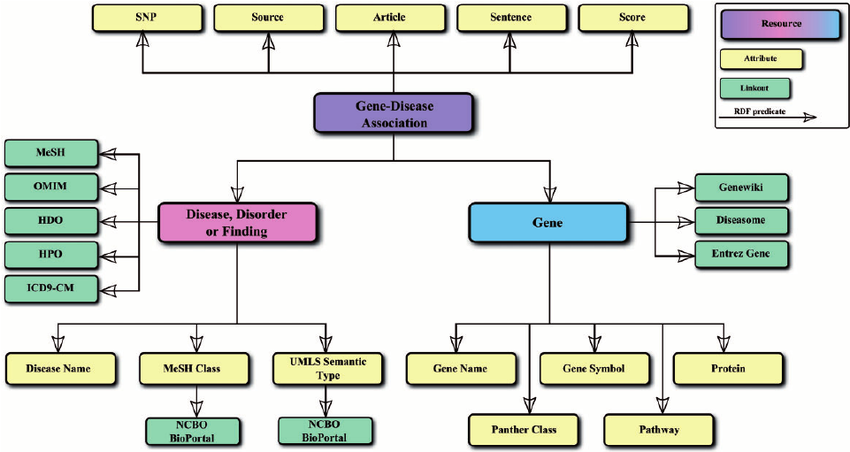 SNP
Source
Article
Sentence
Score
Resource
Attribute
Linkout
RDF predicate
Gene-Disease
Association
MeSH
OMIM
HDO
HPO
ICD9-CM
Disease, Disorder
or Finding
Gene
Genewiki
Diseasome
Entrez Gene
Disease Name
MeSH Class
UMLS Semantic
Type
Gene Name
Gene Symbol
Protein
NCBO
BioPortal
NCBO
BioPortal
Panther Class
Pathway